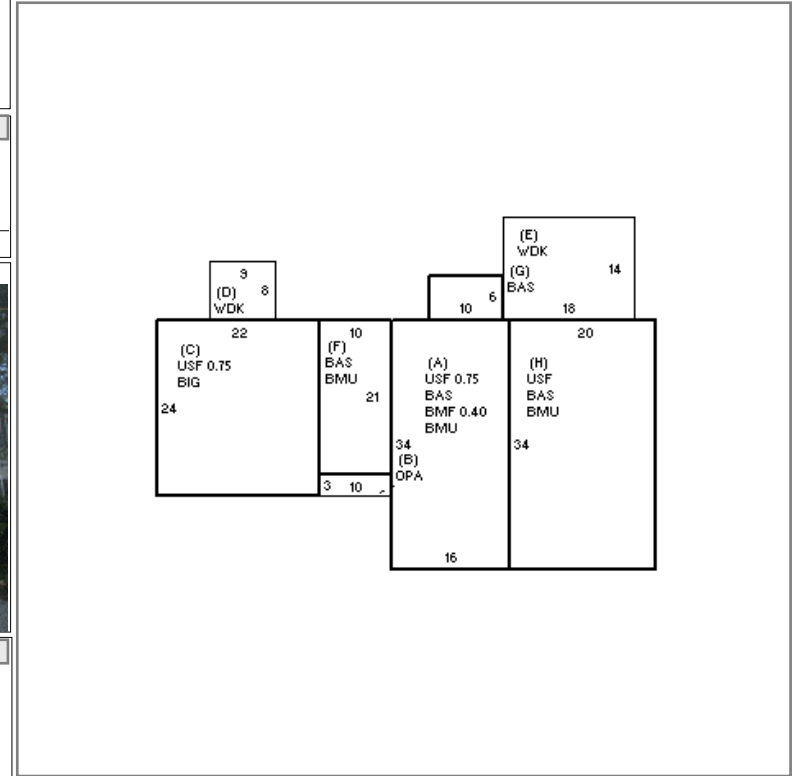 (E)
WDK
(G)
BAS
14
18
9
8
(D)
WDK
6
10
22
(C)
USF 0.75
BIG
24
10
(F)
BAS
BMU
21
3 10
(A)
USF 0.75
BAS
BMF 0.40
BMU
34
(B)
OPA
16
20
(H)
USF
BAS
BMU
34